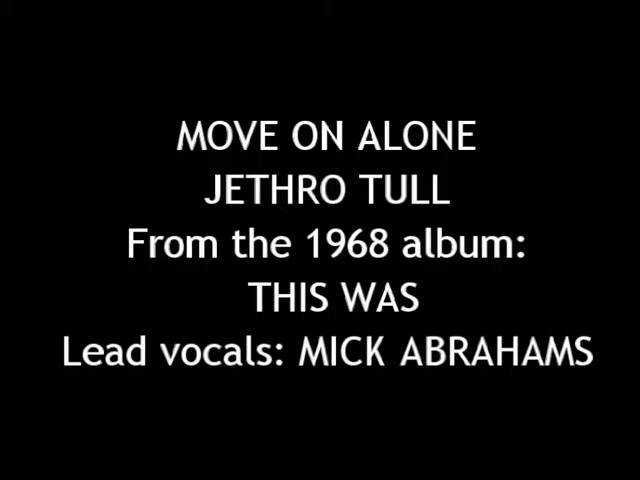 MOVE ON ALONE
JETHRO TULL
From the 1968 album:
THIS WAS
Lead vocals: MICK ABRAHAMS